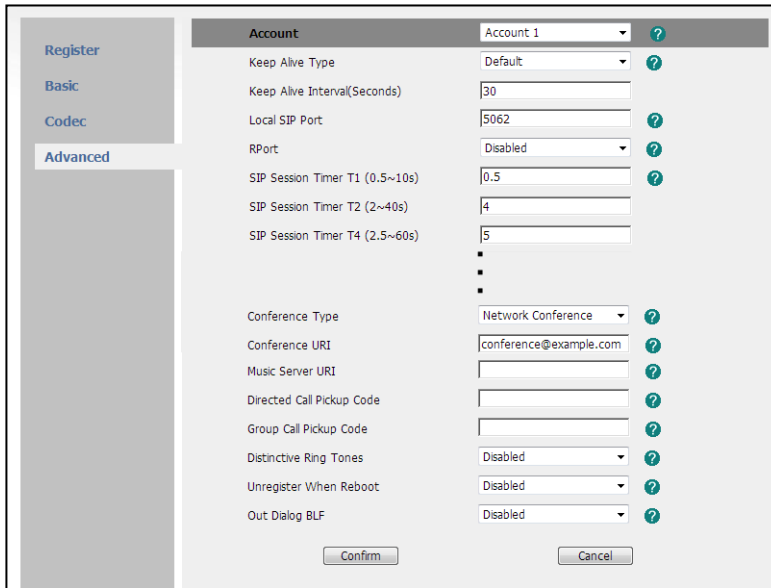 Register
Basic
Codec
Advanced
Account Account 1 ?
Keep Alive Type Default ?
Keep Alive Interval(Seconds) 30
Local SIP Port 5062 ?
RPort Disabled ?
SIP Session Timer T1 (0.5~10s) 0.5 ?
SIP Session Timer T2 (2~40s) 4
SIP Session Timer T4 (2.5~60s) 5
Conference Type Network Conference ?
Conference URI conference@example.com ?
Music Server URI ?
Directed Call Pickup Code ?
Group Call Pickup Code ?
Distinctive Ring Tones Disabled ?
Unregister When Reboot Disabled ?
Out Dialog BLF Disabled ?
Confirm Cancel